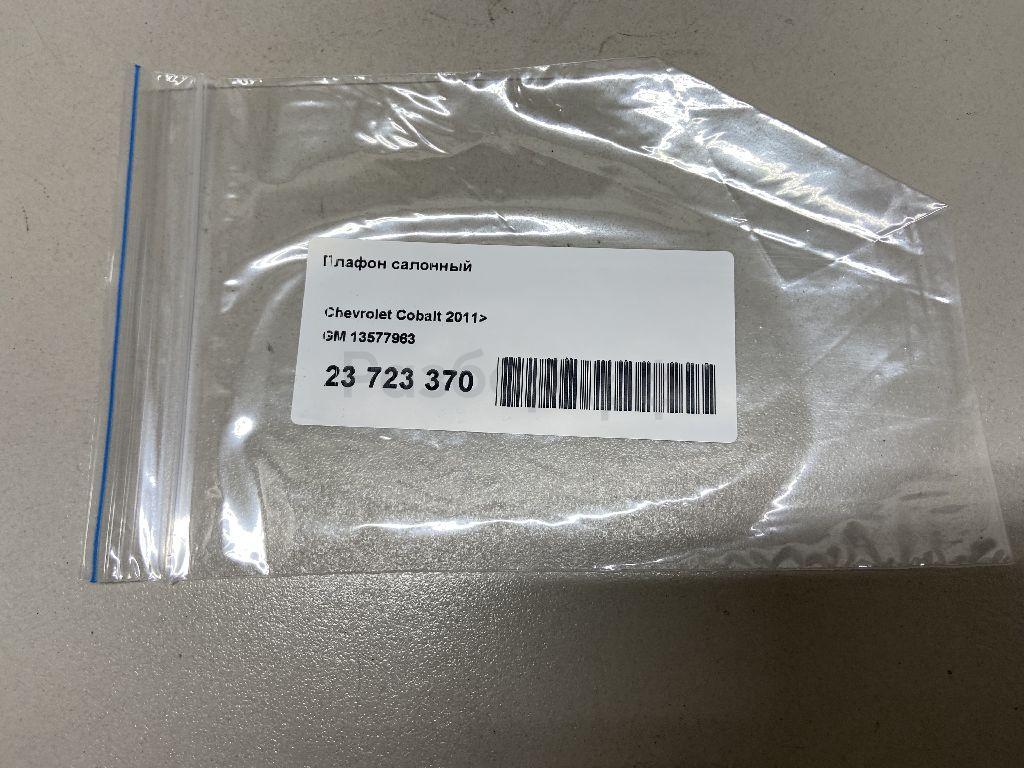 Плафон салонный
Chevrolet Cobalt 2011>
GM 13577963
23 723 370